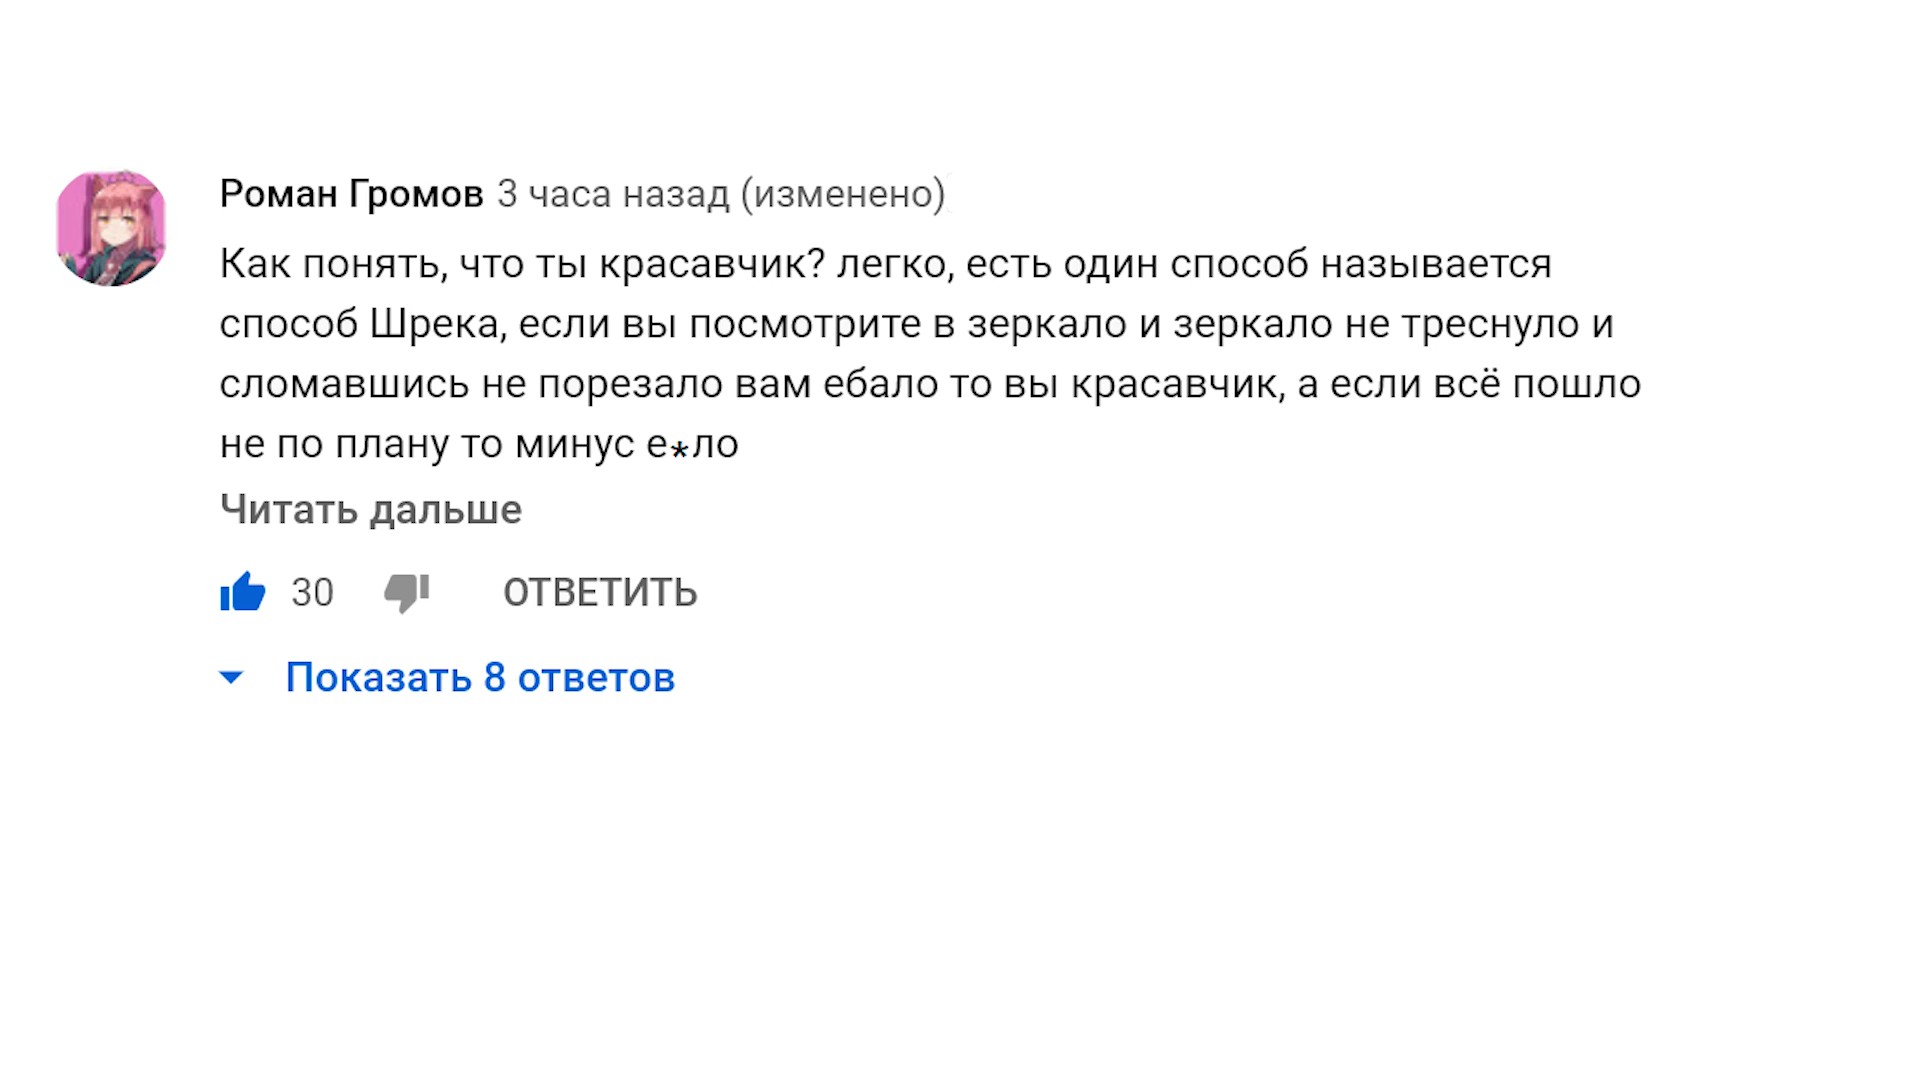 Роман Громов 3 часа назад (изменено)
Как понять, что ты красавчик? легко, есть один способ называется
способ Шрека, если вы посмотрите в зеркало и зеркало не треснуло и
сломавшись не порезало вам ебало то вы красавчик, а если всё пошло
не по плану то минус е*ло
Читать дальше
30 ОТВЕТИТЬ
Показать 8 ответов